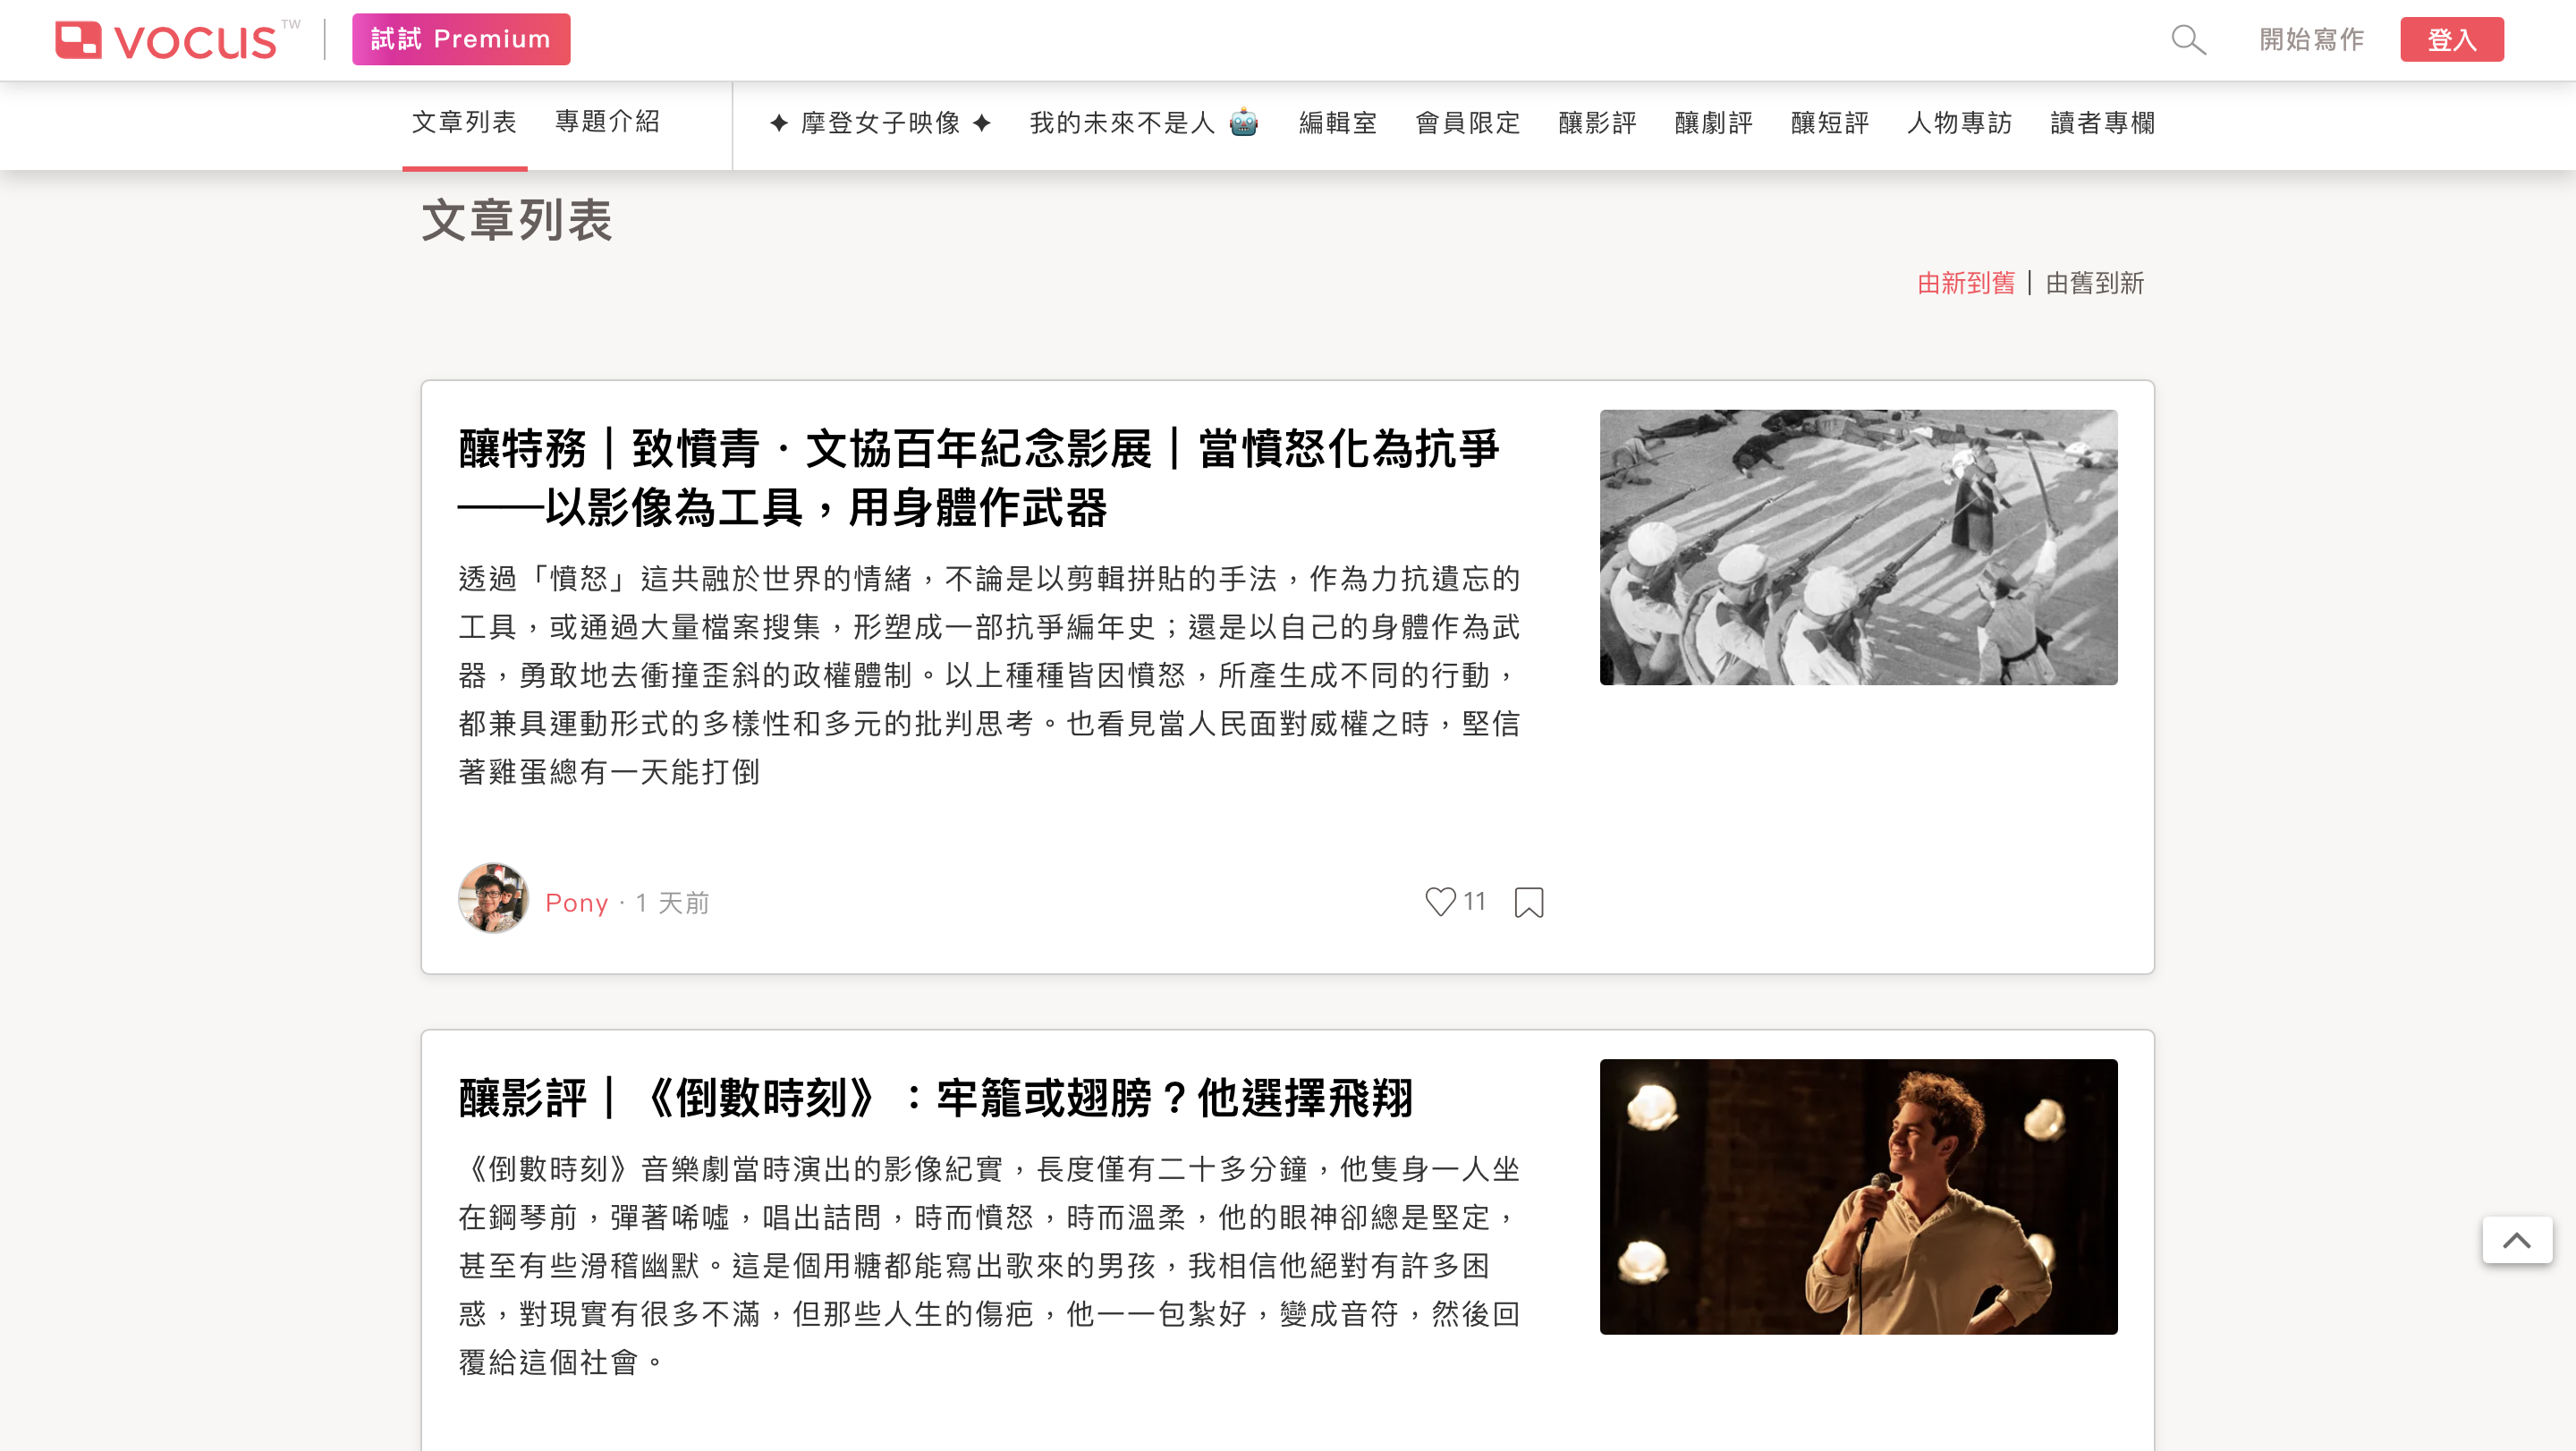 vocus TW
試試 Premium
開始寫作
登入
文章列表
專題介紹
✦ 摩登女子映像 ✦
我的未來不是人 🤖
編輯室
會員限定
釀影評
釀劇評
釀短評
人物專訪
讀者專欄
文章列表
由新到舊 | 由舊到新
釀特務｜致憤青．文協百年紀念影展｜當憤怒化為抗爭
——以影像為工具，用身體作武器
透過「憤怒」這共融於世界的情緒，不論是以剪輯拼貼的手法，作為力抗遺忘的
工具，或通過大量檔案搜集，形塑成一部抗爭編年史；還是以自己的身體作為武
器，勇敢地去衝撞歪斜的政權體制。以上種種皆因憤怒，所產生成不同的行動，
都兼具運動形式的多樣性和多元的批判思考。也看見當人民面對威權之時，堅信
著雞蛋總有一天能打倒
Pony · 1 天前
11
釀影評｜《倒數時刻》：牢籠或翅膀？他選擇飛翔
《倒數時刻》音樂劇當時演出的影像紀實，長度僅有二十多分鐘，他隻身一人坐
在鋼琴前，彈著唏噓，唱出詰問，時而憤怒，時而溫柔，他的眼神卻總是堅定，
甚至有些滑稽幽默。這是個用糖都能寫出歌來的男孩，我相信他絕對有許多困
惑，對現實有很多不滿，但那些人生的傷疤，他一一包紮好，變成音符，然後回
覆給這個社會。